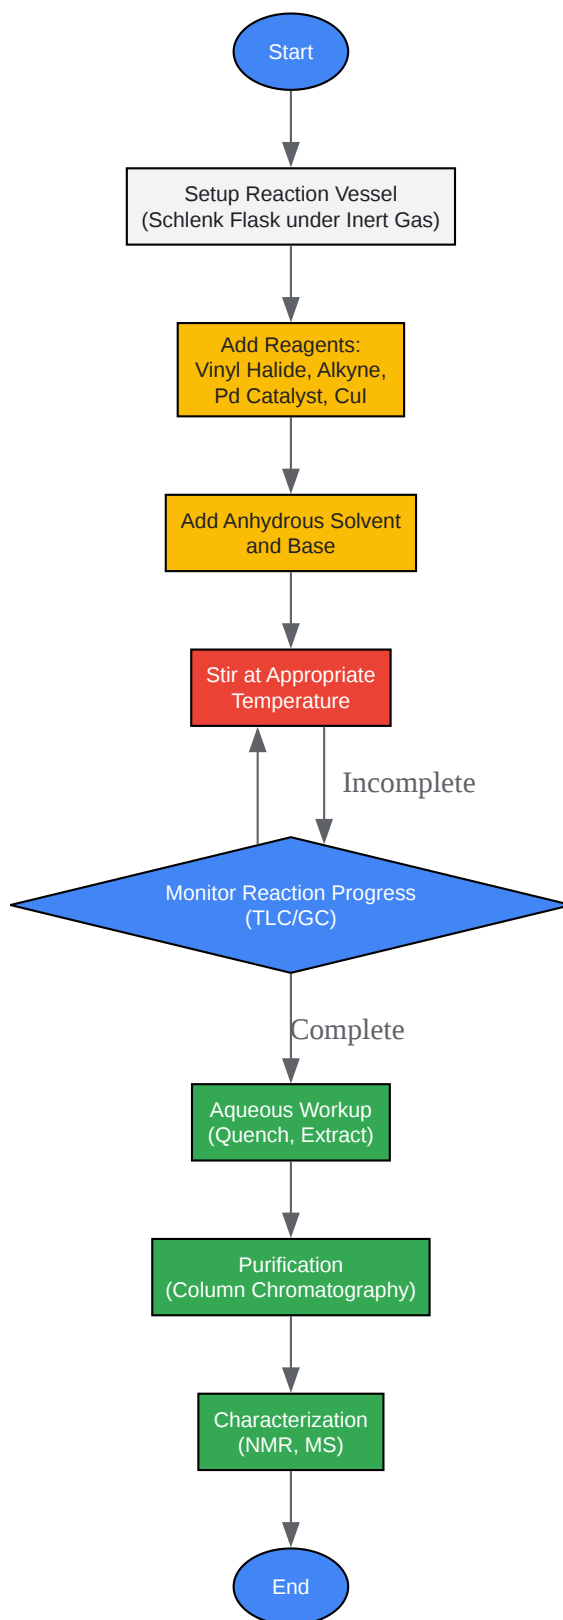 Start
Setup Reaction Vessel
(Schlenk Flask under Inert Gas)
Add Reagents:
Vinyl Halide, Alkyne,
Pd Catalyst, CuI
Add Anhydrous Solvent
and Base
Stir at Appropriate
Temperature
Incomplete
Monitor Reaction Progress
(TLC/GC)
Complete
Aqueous Workup
(Quench, Extract)
Purification
(Column Chromatography)
Characterization
(NMR, MS)
End